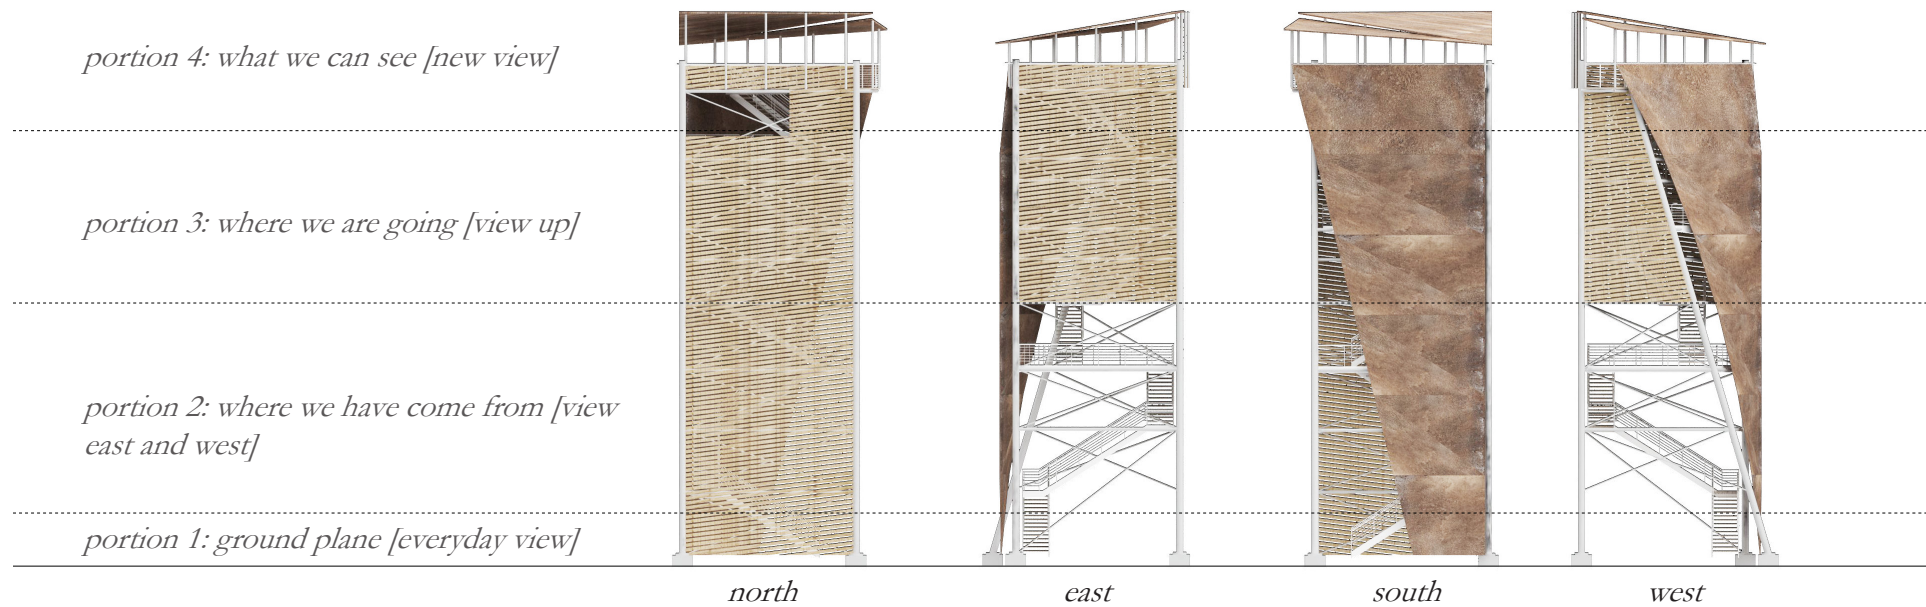 portion 4: what we can see [new view]
portion 3: where we are going [view up]
portion 2: where we have come from [view
east and west]
portion 1: ground plane [everyday view]
north
east
south
west